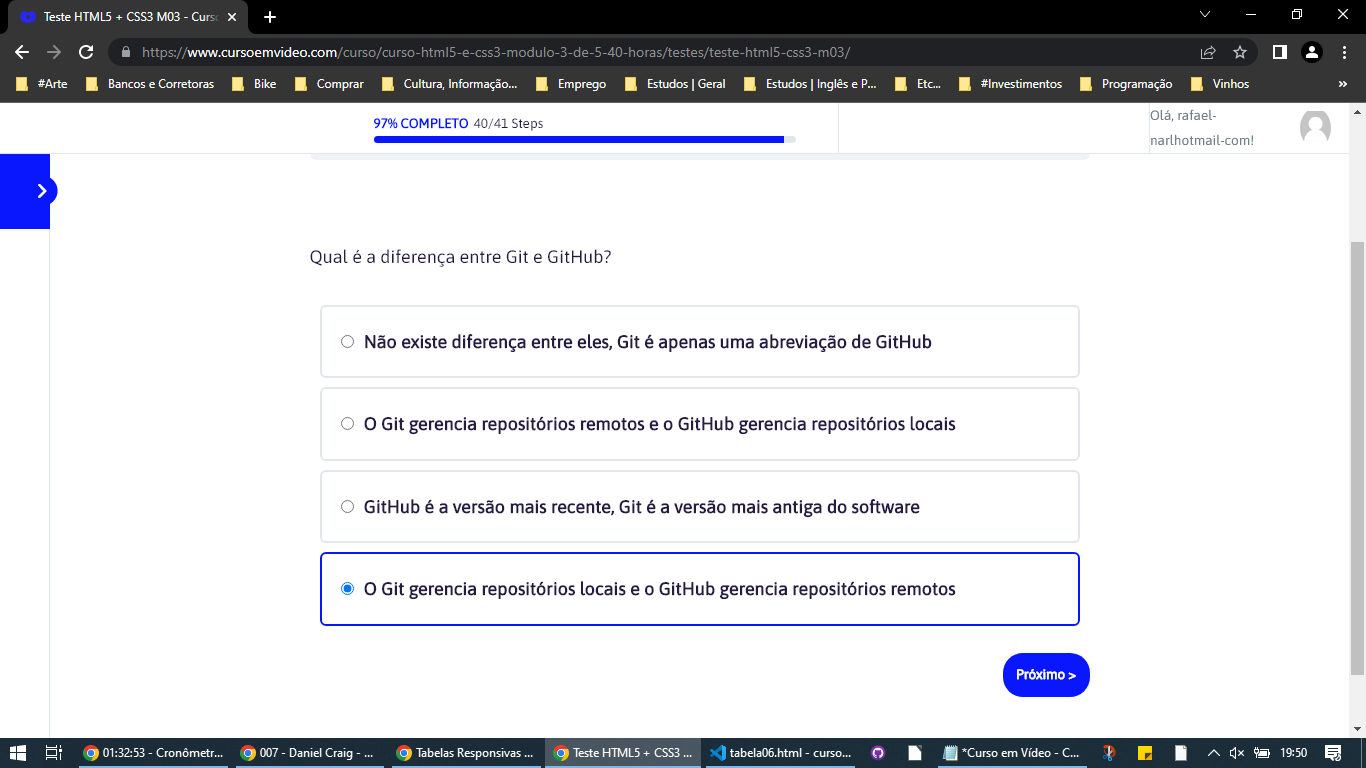 Teste HTML5 + CSS3 M03 - Curso
https://www.cursoemvideo.com/curso/curso-html5-e-css3-modulo-3-de-5-40-horas/testes/teste-html5-css3-m03/
#Arte
Bancos e Corretoras
Bike
Comprar
Cultura, Informação...
Emprego
Estudos | Geral
Estudos | Inglês e P...
Etc...
#Investimentos
Programação
Vinhos
»
97% COMPLETO 40/41 Steps
Olá, rafael-
narlhotmail-com!
Qual é a diferença entre Git e GitHub?
Não existe diferença entre eles, Git é apenas uma abreviação de GitHub
O Git gerencia repositórios remotos e o GitHub gerencia repositórios locais
GitHub é a versão mais recente, Git é a versão mais antiga do software
O Git gerencia repositórios locais e o GitHub gerencia repositórios remotos
Próximo >
01:32:53 - Cronômetr...
007 - Daniel Craig - ...
Tabelas Responsivas ...
Teste HTML5 + CSS3 ...
tabela06.html - curso...
*Curso em Vídeo - C...
19:50